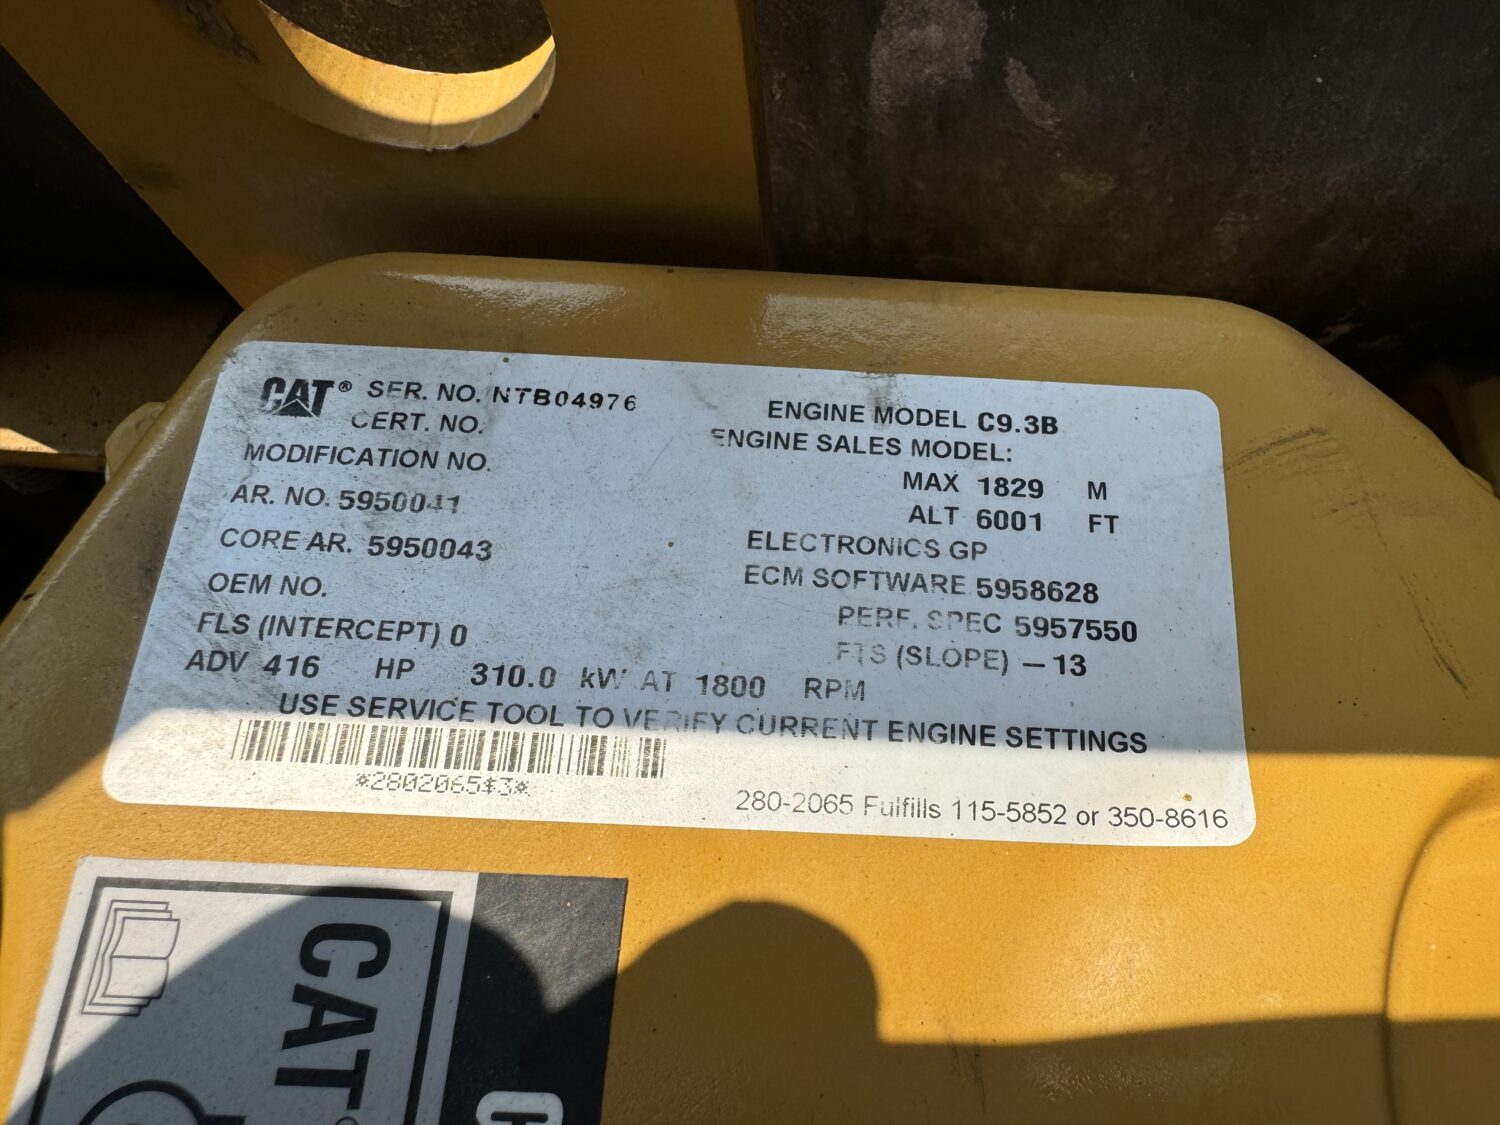 CAT® SER. NO. NTB04976
CERT. NO.
MODIFICATION NO.
AR. NO. 5950041
CORE AR. 5950043
OEM NO.
FLS (INTERCEPT) 0
ENGINE MODEL C9.3B
ENGINE SALES MODEL:
MAX 1829 M
ALT 6001 FT
ELECTRONICS GP
ECM SOFTWARE 5958628
PERF. SPEC 5957550
FTS (SLOPE) –13
ADV 416 HP 310.0 kW AT 1800 RPM
USE SERVICE TOOL TO VERIFY CURRENT ENGINE SETTINGS
*2802065‡3*
280-2065 Fulfills 115-5852 or 350-8616
CAT